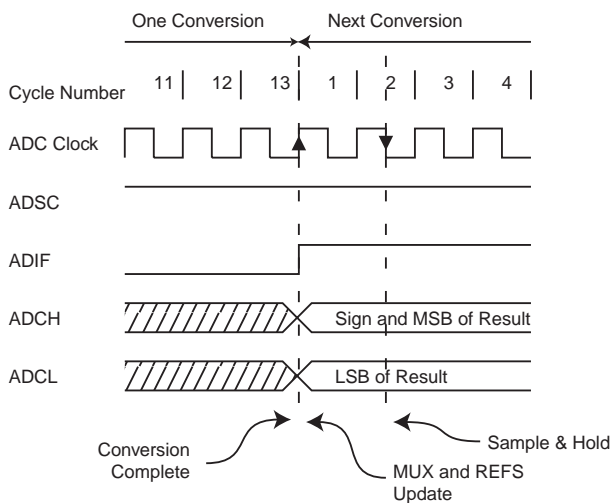 One Conversion Next Conversion
Cycle Number 11 12 13 1 2 3 4
ADC Clock
ADSC
ADIF
ADCH Sign and MSB of Result
ADCL LSB of Result
Conversion
Complete
MUX and REFS
Update
Sample & Hold